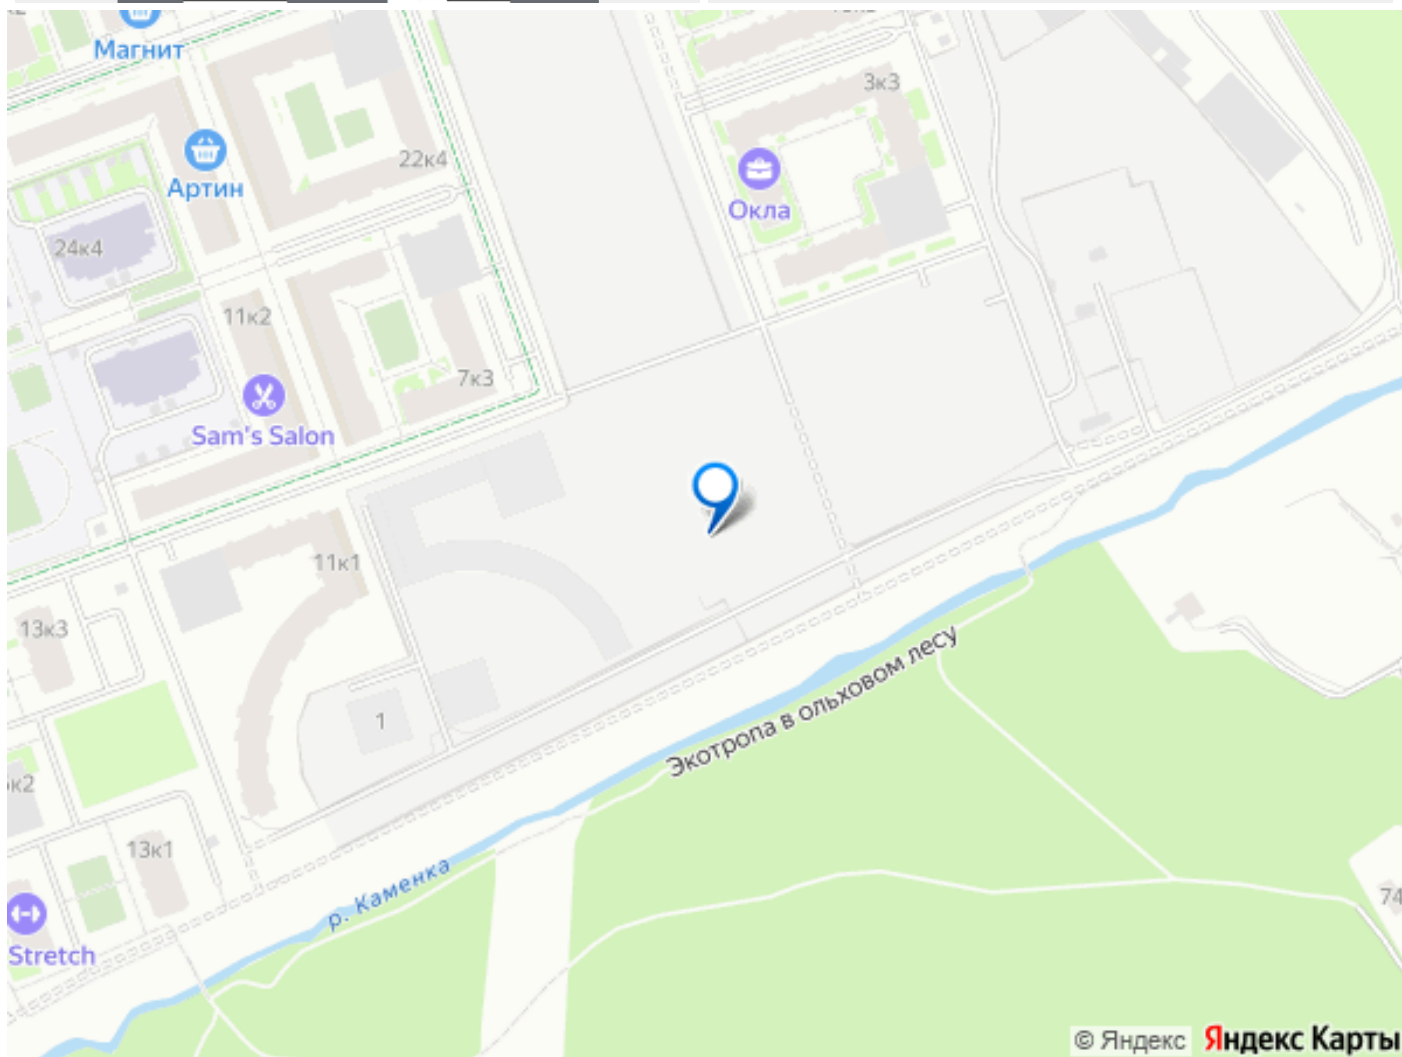 Магнит
3к3
Артин
22к4
Окла
24к4
11к2
7к3
Sam's Salon
11к1
13к3
Экотропа в ольховом лесу
1
к2
13к1
р. Каменка
74
Stretch
© Яндекс Яндекс Карты